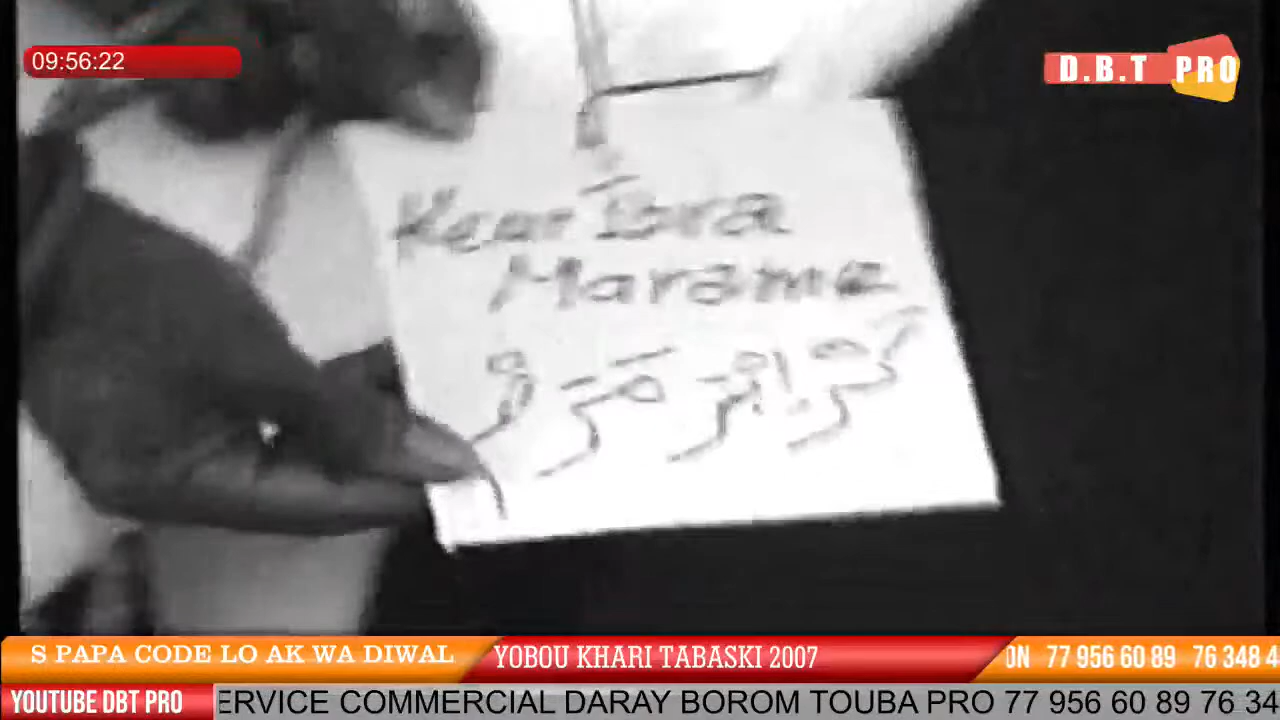 09:56:22
D.B.T PRO
Keur Ibra
Marame
S PAPA CODE LO AK WA DIWAL
YOBOU KHARI TABASKI 2007
ON 77 956 60 89 76 348 4
YOUTUBE DBT PRO
ERVICE COMMERCIAL DARAY BOROM TOUBA PRO 77 956 60 89 76 34